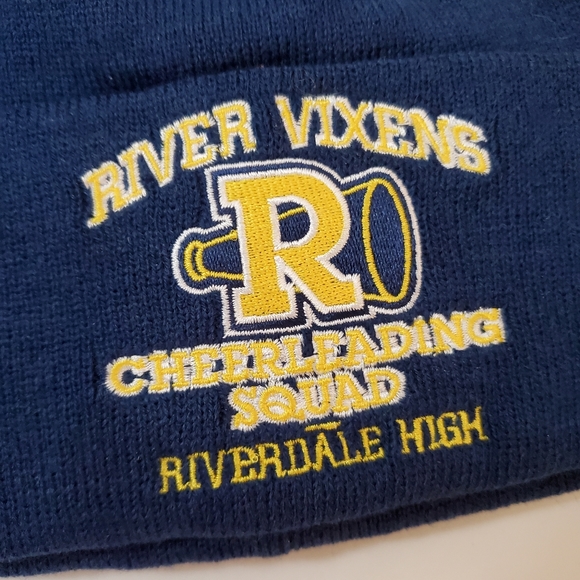 RIVER VIXENS
R
CHEERLEADING
SQUAD
RIVERDALE HIGH